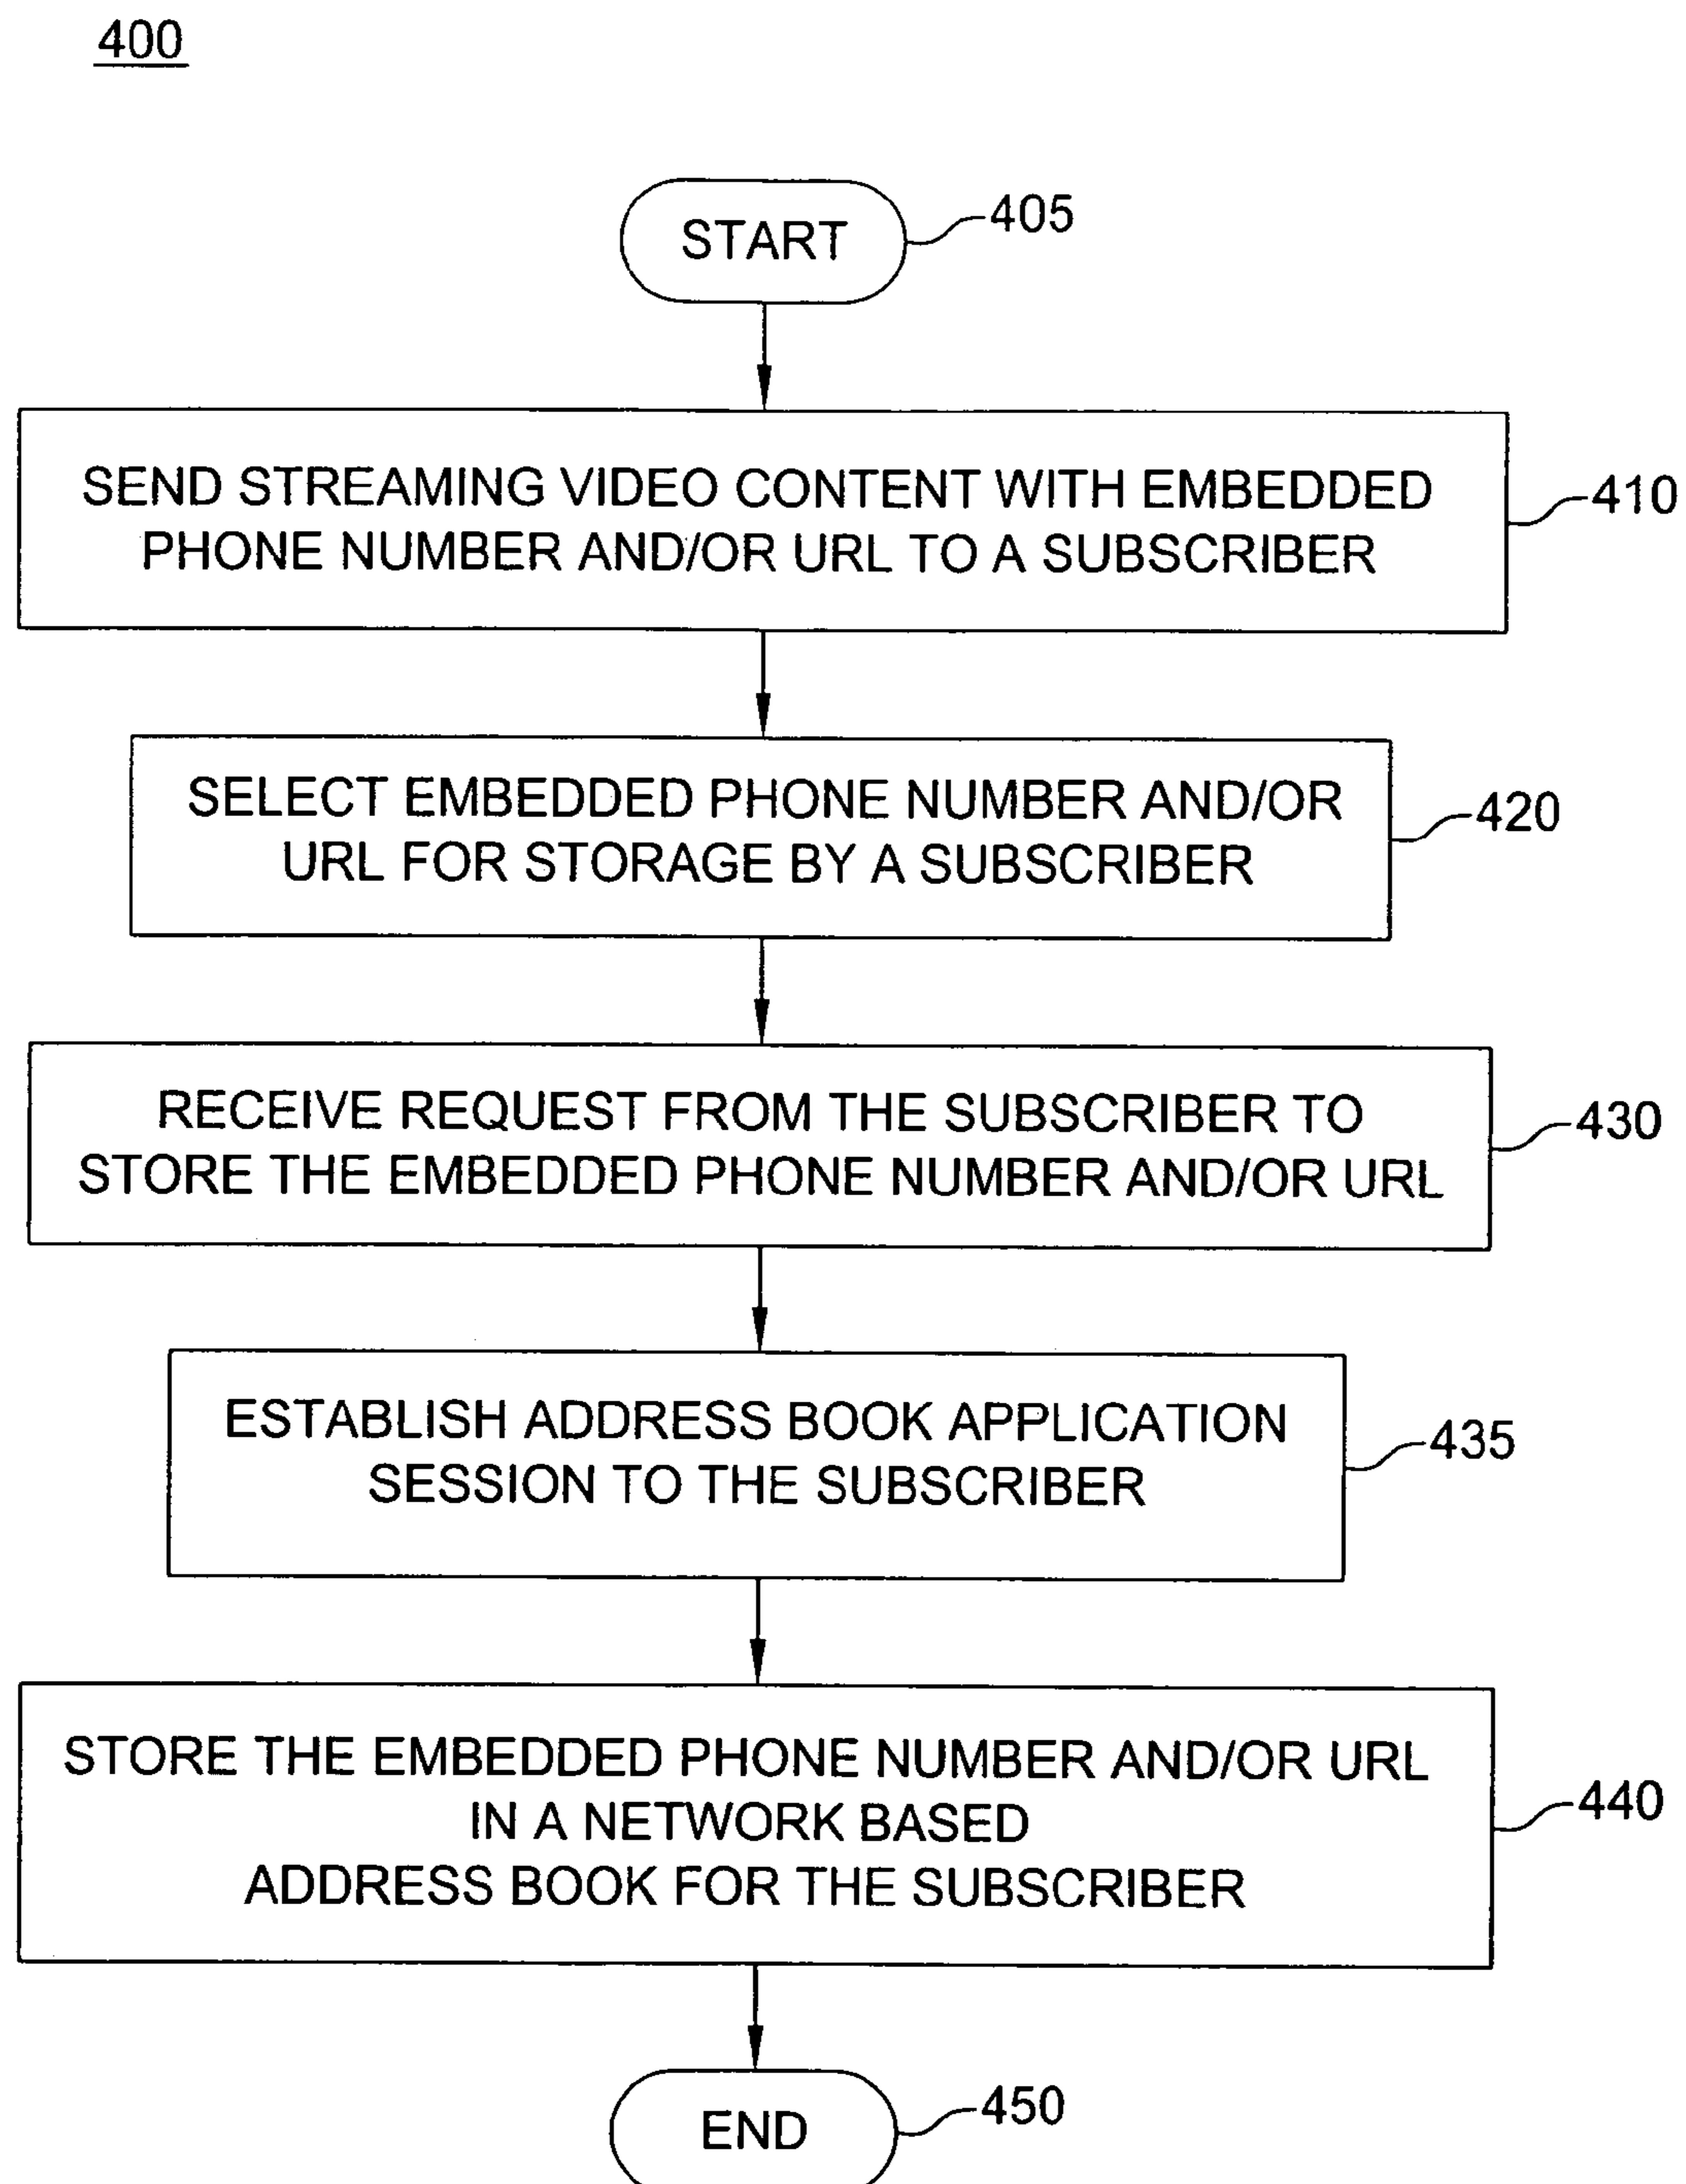 400
START
405
SEND STREAMING VIDEO CONTENT WITH EMBEDDED
PHONE NUMBER AND/OR URL TO A SUBSCRIBER
410
SELECT EMBEDDED PHONE NUMBER AND/OR
URL FOR STORAGE BY A SUBSCRIBER
420
RECEIVE REQUEST FROM THE SUBSCRIBER TO
STORE THE EMBEDDED PHONE NUMBER AND/OR URL
430
ESTABLISH ADDRESS BOOK APPLICATION
SESSION TO THE SUBSCRIBER
435
STORE THE EMBEDDED PHONE NUMBER AND/OR URL
IN A NETWORK BASED
ADDRESS BOOK FOR THE SUBSCRIBER
440
END
450